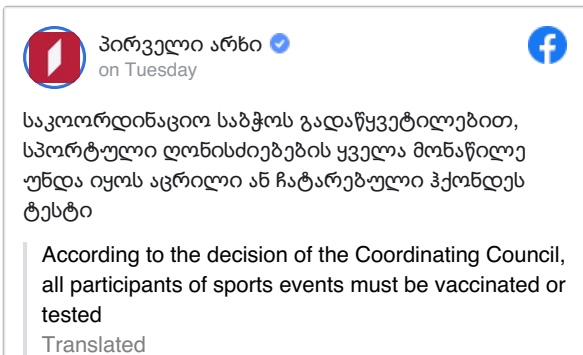 პირველი არხი
on Tuesday
საკოორდინაციო საბჭოს გადაწყვეტილებით,
სპორტული ღონისძიებების ყველა მონაწილე
უნდა იყოს აცრილი ან ჩატარებული ჰქონდეს
ტესტი
According to the decision of the Coordinating Council,
all participants of sports events must be vaccinated or
tested
Translated